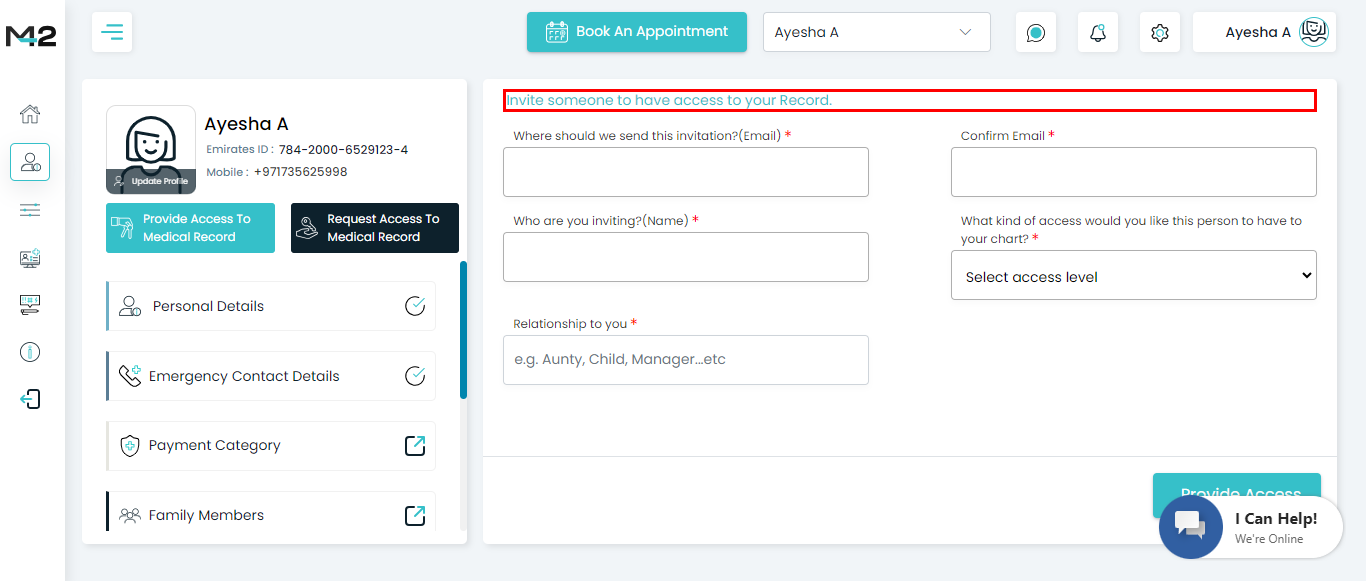 M42
Book An Appointment
Ayesha A
Ayesha A
Ayesha A
Emirates ID : 784-2000-6529123-4
Mobile : +971735625998
Update Profile
Provide Access To
Medical Record
Request Access To
Medical Record
Personal Details
Emergency Contact Details
Payment Category
Family Members
Invite someone to have access to your Record.
Where should we send this invitation?(Email) *
Confirm Email *
Who are you inviting?(Name) *
What kind of access would you like this person to have to
your chart? *
Select access level
Relationship to you *
e.g. Aunty, Child, Manager...etc
Provide Access
I Can Help!
We're Online